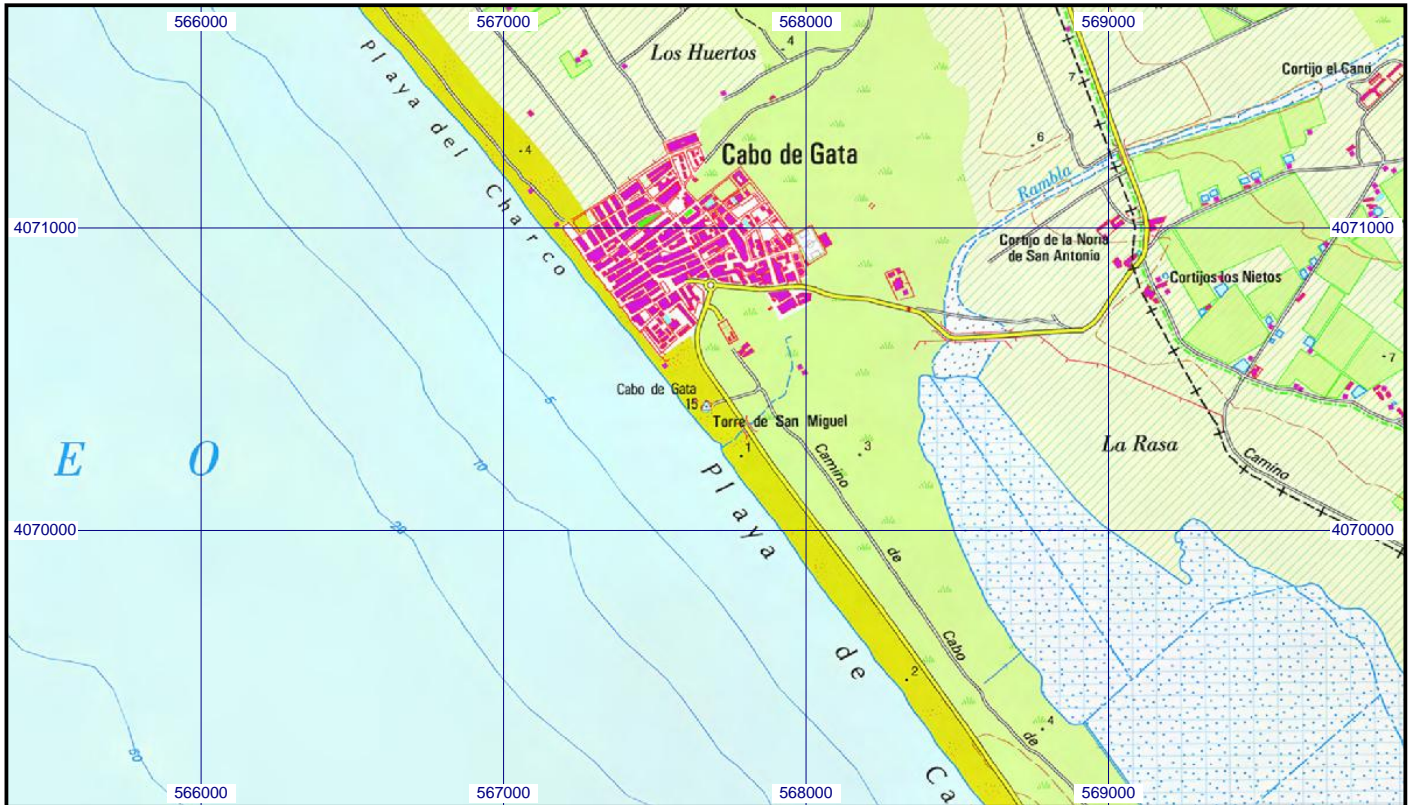 566000
567000
568000
569000
Los Huertos
4
7
Cortijo el Cano
Playa del Charco
4
Cabo de Gata
6
Rambla
4071000
4071000
Cortijo de la Noria
de San Antonio
Cortijos los Nietos
7
Cabo de Gata
15
5
Torre de San Miguel
1
3
E O
10
La Rasa
Camino
Camino de Cabo de
20
4070000
4070000
Playa de Ca
2
4
50
566000
567000
568000
569000